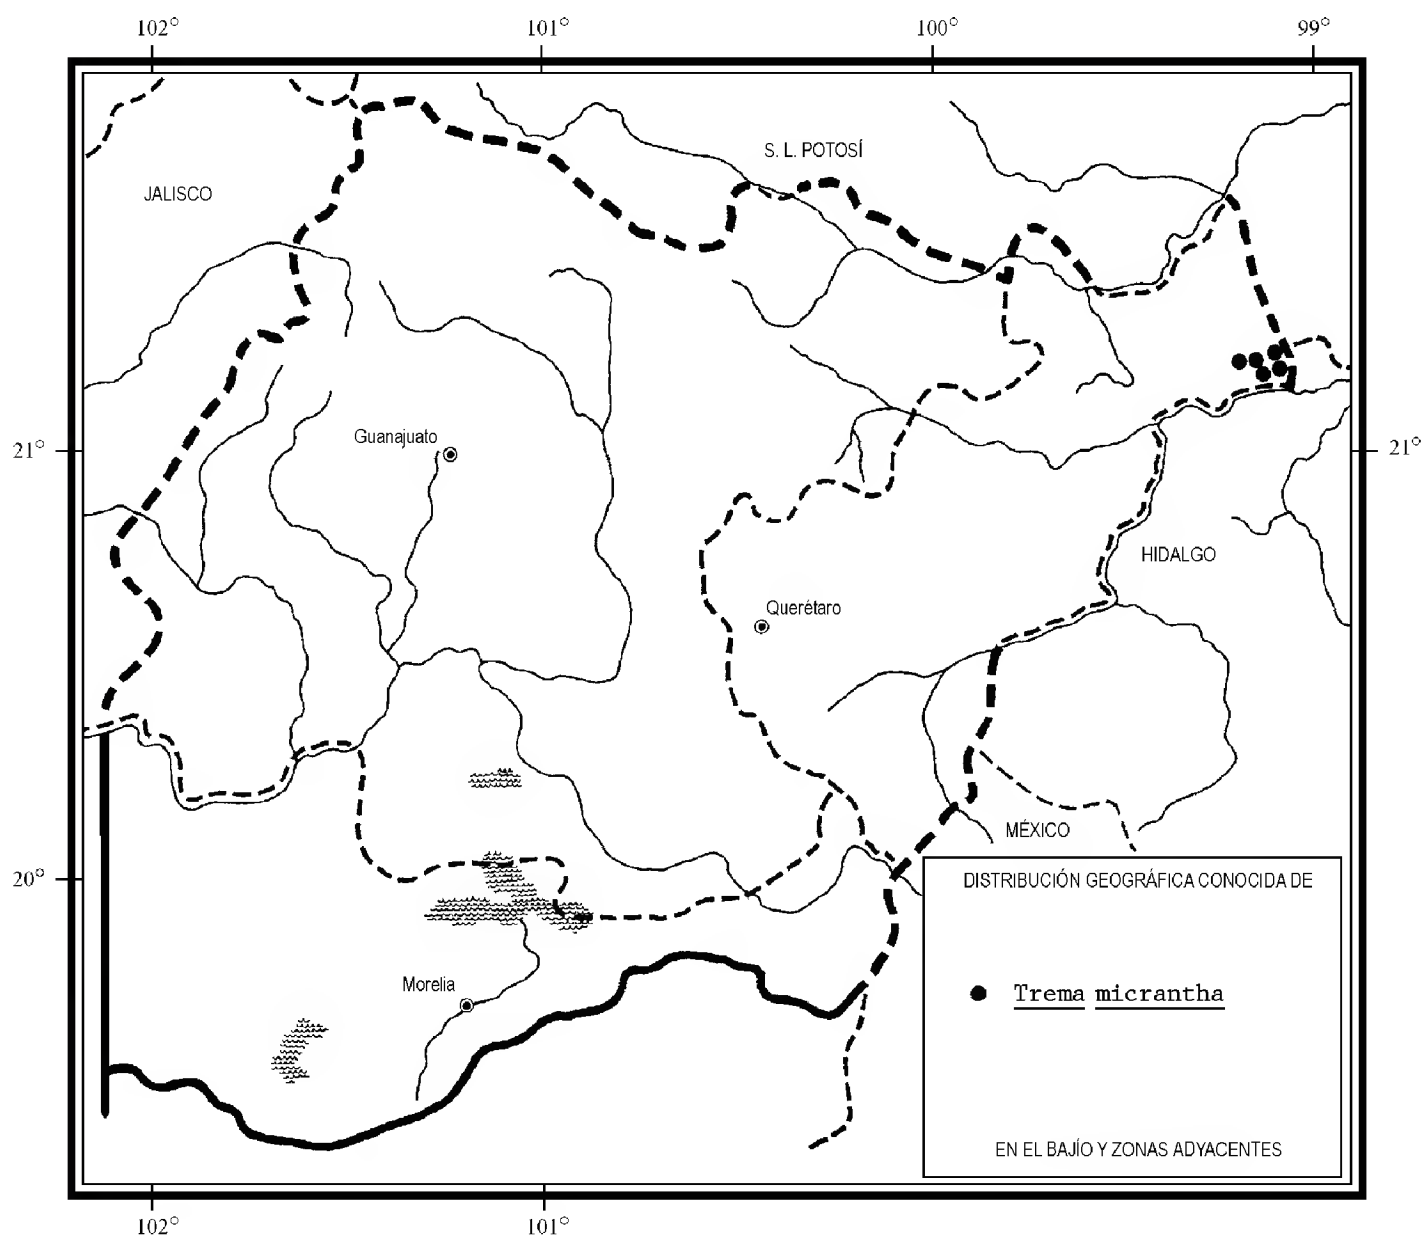 102° 101° 100° 99°
S. L. POTOSÍ
JALISCO
Guanajuato
21° 21°
HIDALGO
Querétaro
MÉXICO
20°
DISTRIBUCIÓN GEOGRÁFICA CONOCIDA DE
Morelia
Trema micrantha
EN EL BAJÍO Y ZONAS ADYACENTES
102° 101°